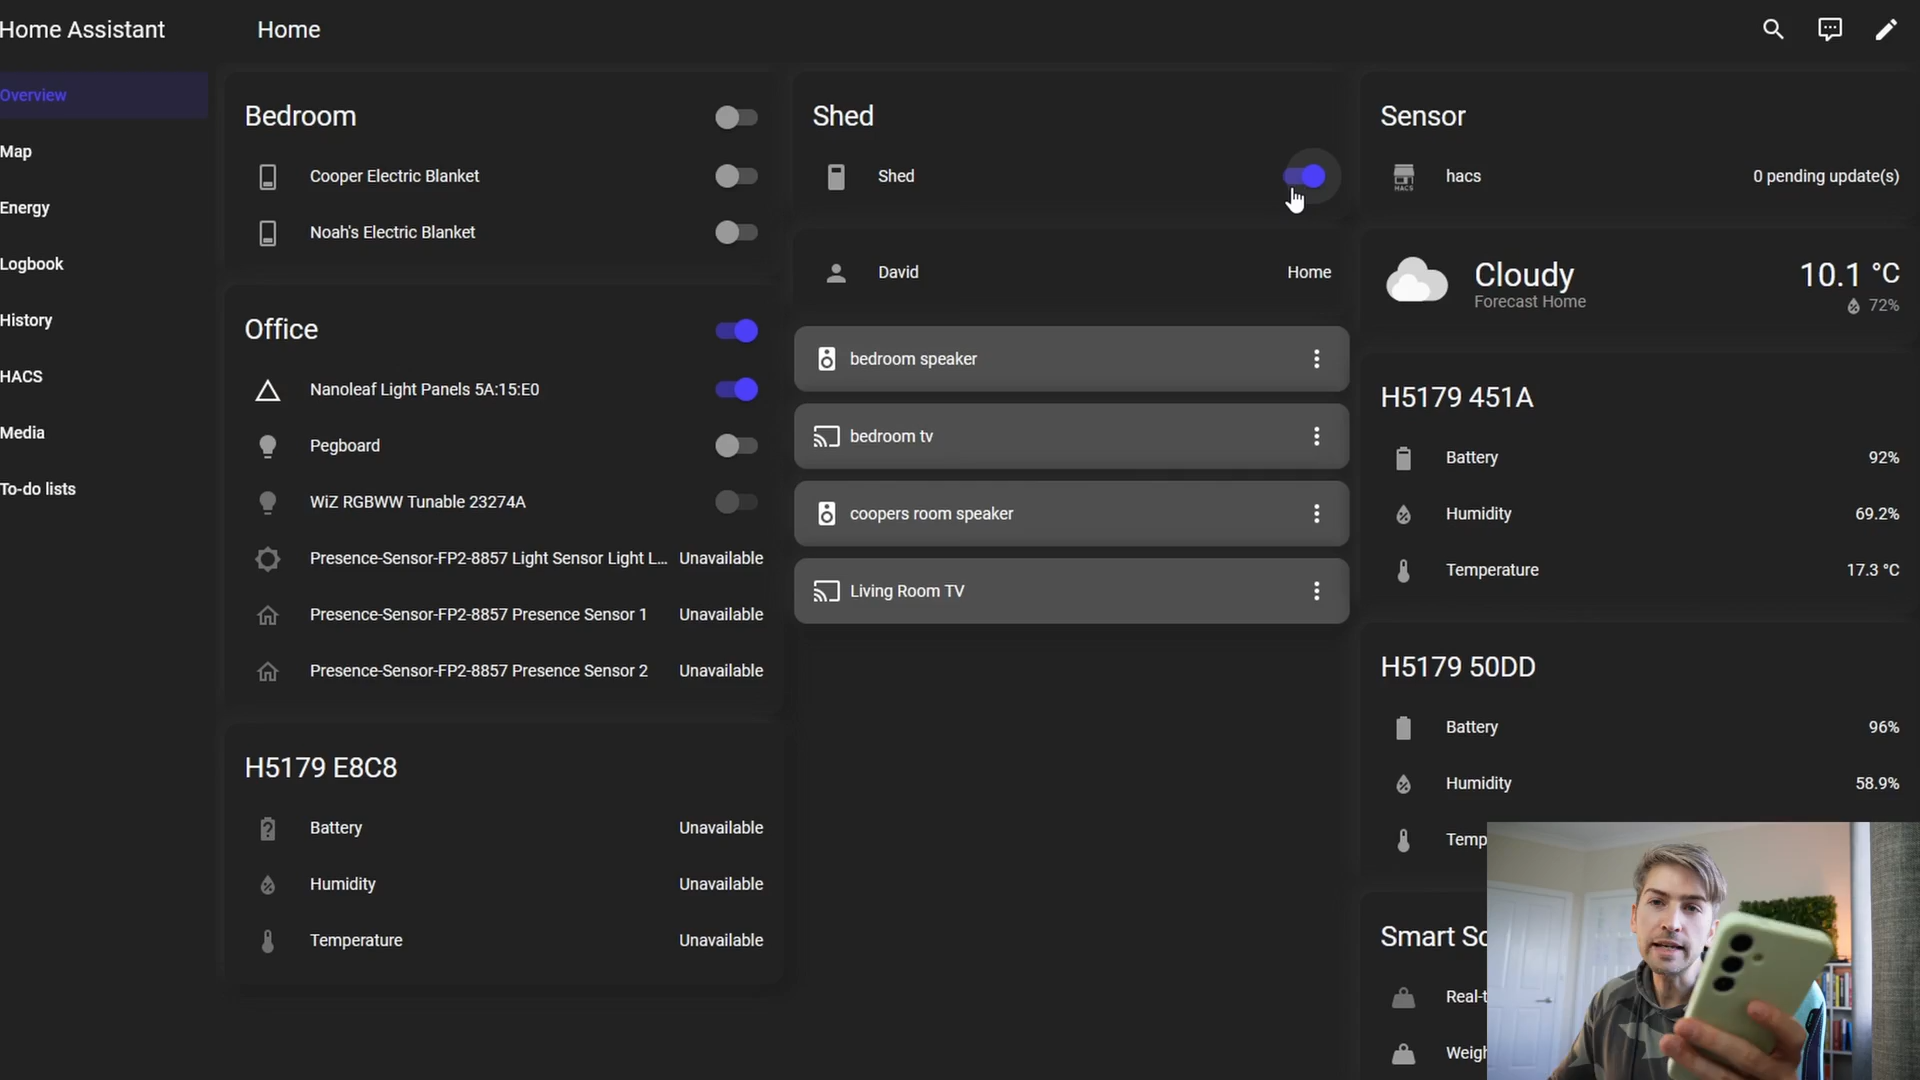 Home Assistant
Home
Overview
Map
Energy
Logbook
History
HACS
Media
To-do lists
Bedroom
Cooper Electric Blanket
Noah's Electric Blanket
Office
Nanoleaf Light Panels 5A:15:E0
Pegboard
WiZ RGBWW Tunable 23274A
Presence-Sensor-FP2-8857 Light Sensor Light L... Unavailable
Presence-Sensor-FP2-8857 Presence Sensor 1 Unavailable
Presence-Sensor-FP2-8857 Presence Sensor 2 Unavailable
H5179 E8C8
Battery Unavailable
Humidity Unavailable
Temperature Unavailable
Shed
Shed
David Home
bedroom speaker
bedroom tv
coopers room speaker
Living Room TV
Sensor
HACS
hacs 0 pending update(s)
Cloudy 10.1 °C
Forecast Home 72%
H5179 451A
Battery 92%
Humidity 69.2%
Temperature 17.3 °C
H5179 50DD
Battery 96%
Humidity 58.9%
Temp
Smart Sc
Real-t
Weigh